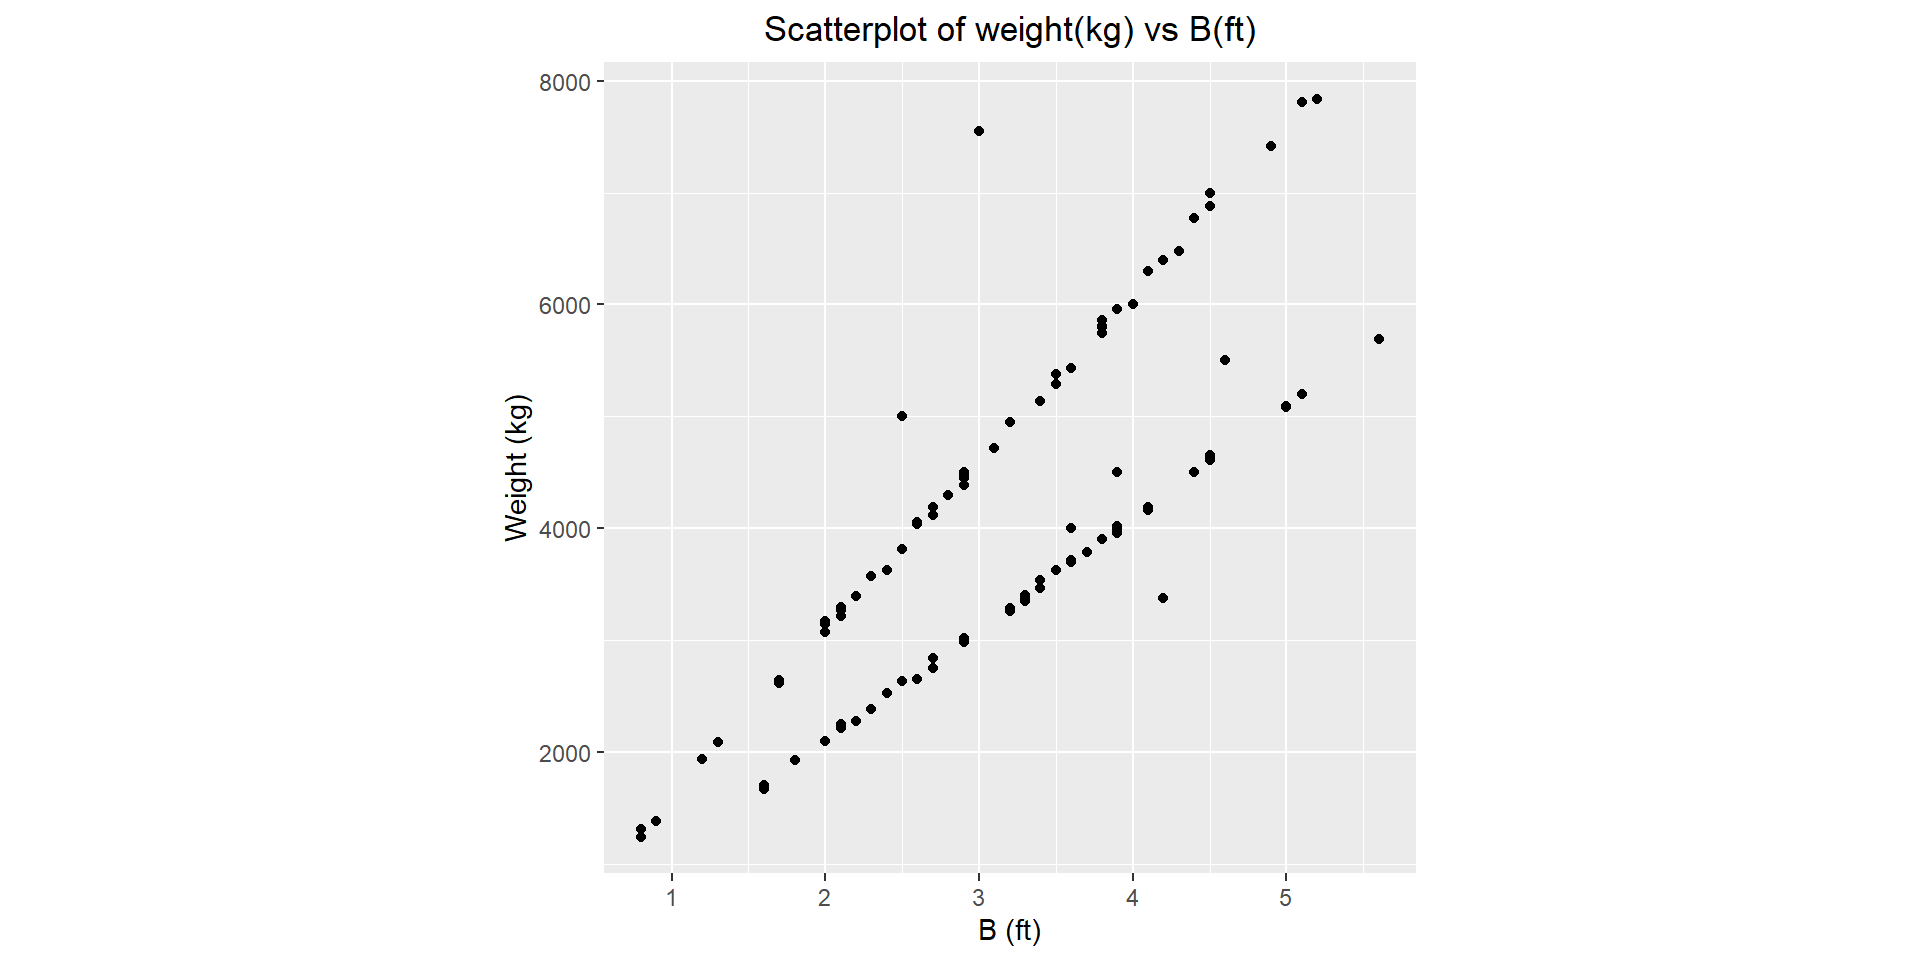 Scatterplot of weight(kg) vs B(ft)
8000
6000
4000
2000
Weight (kg)
1 2 3 4 5
B (ft)